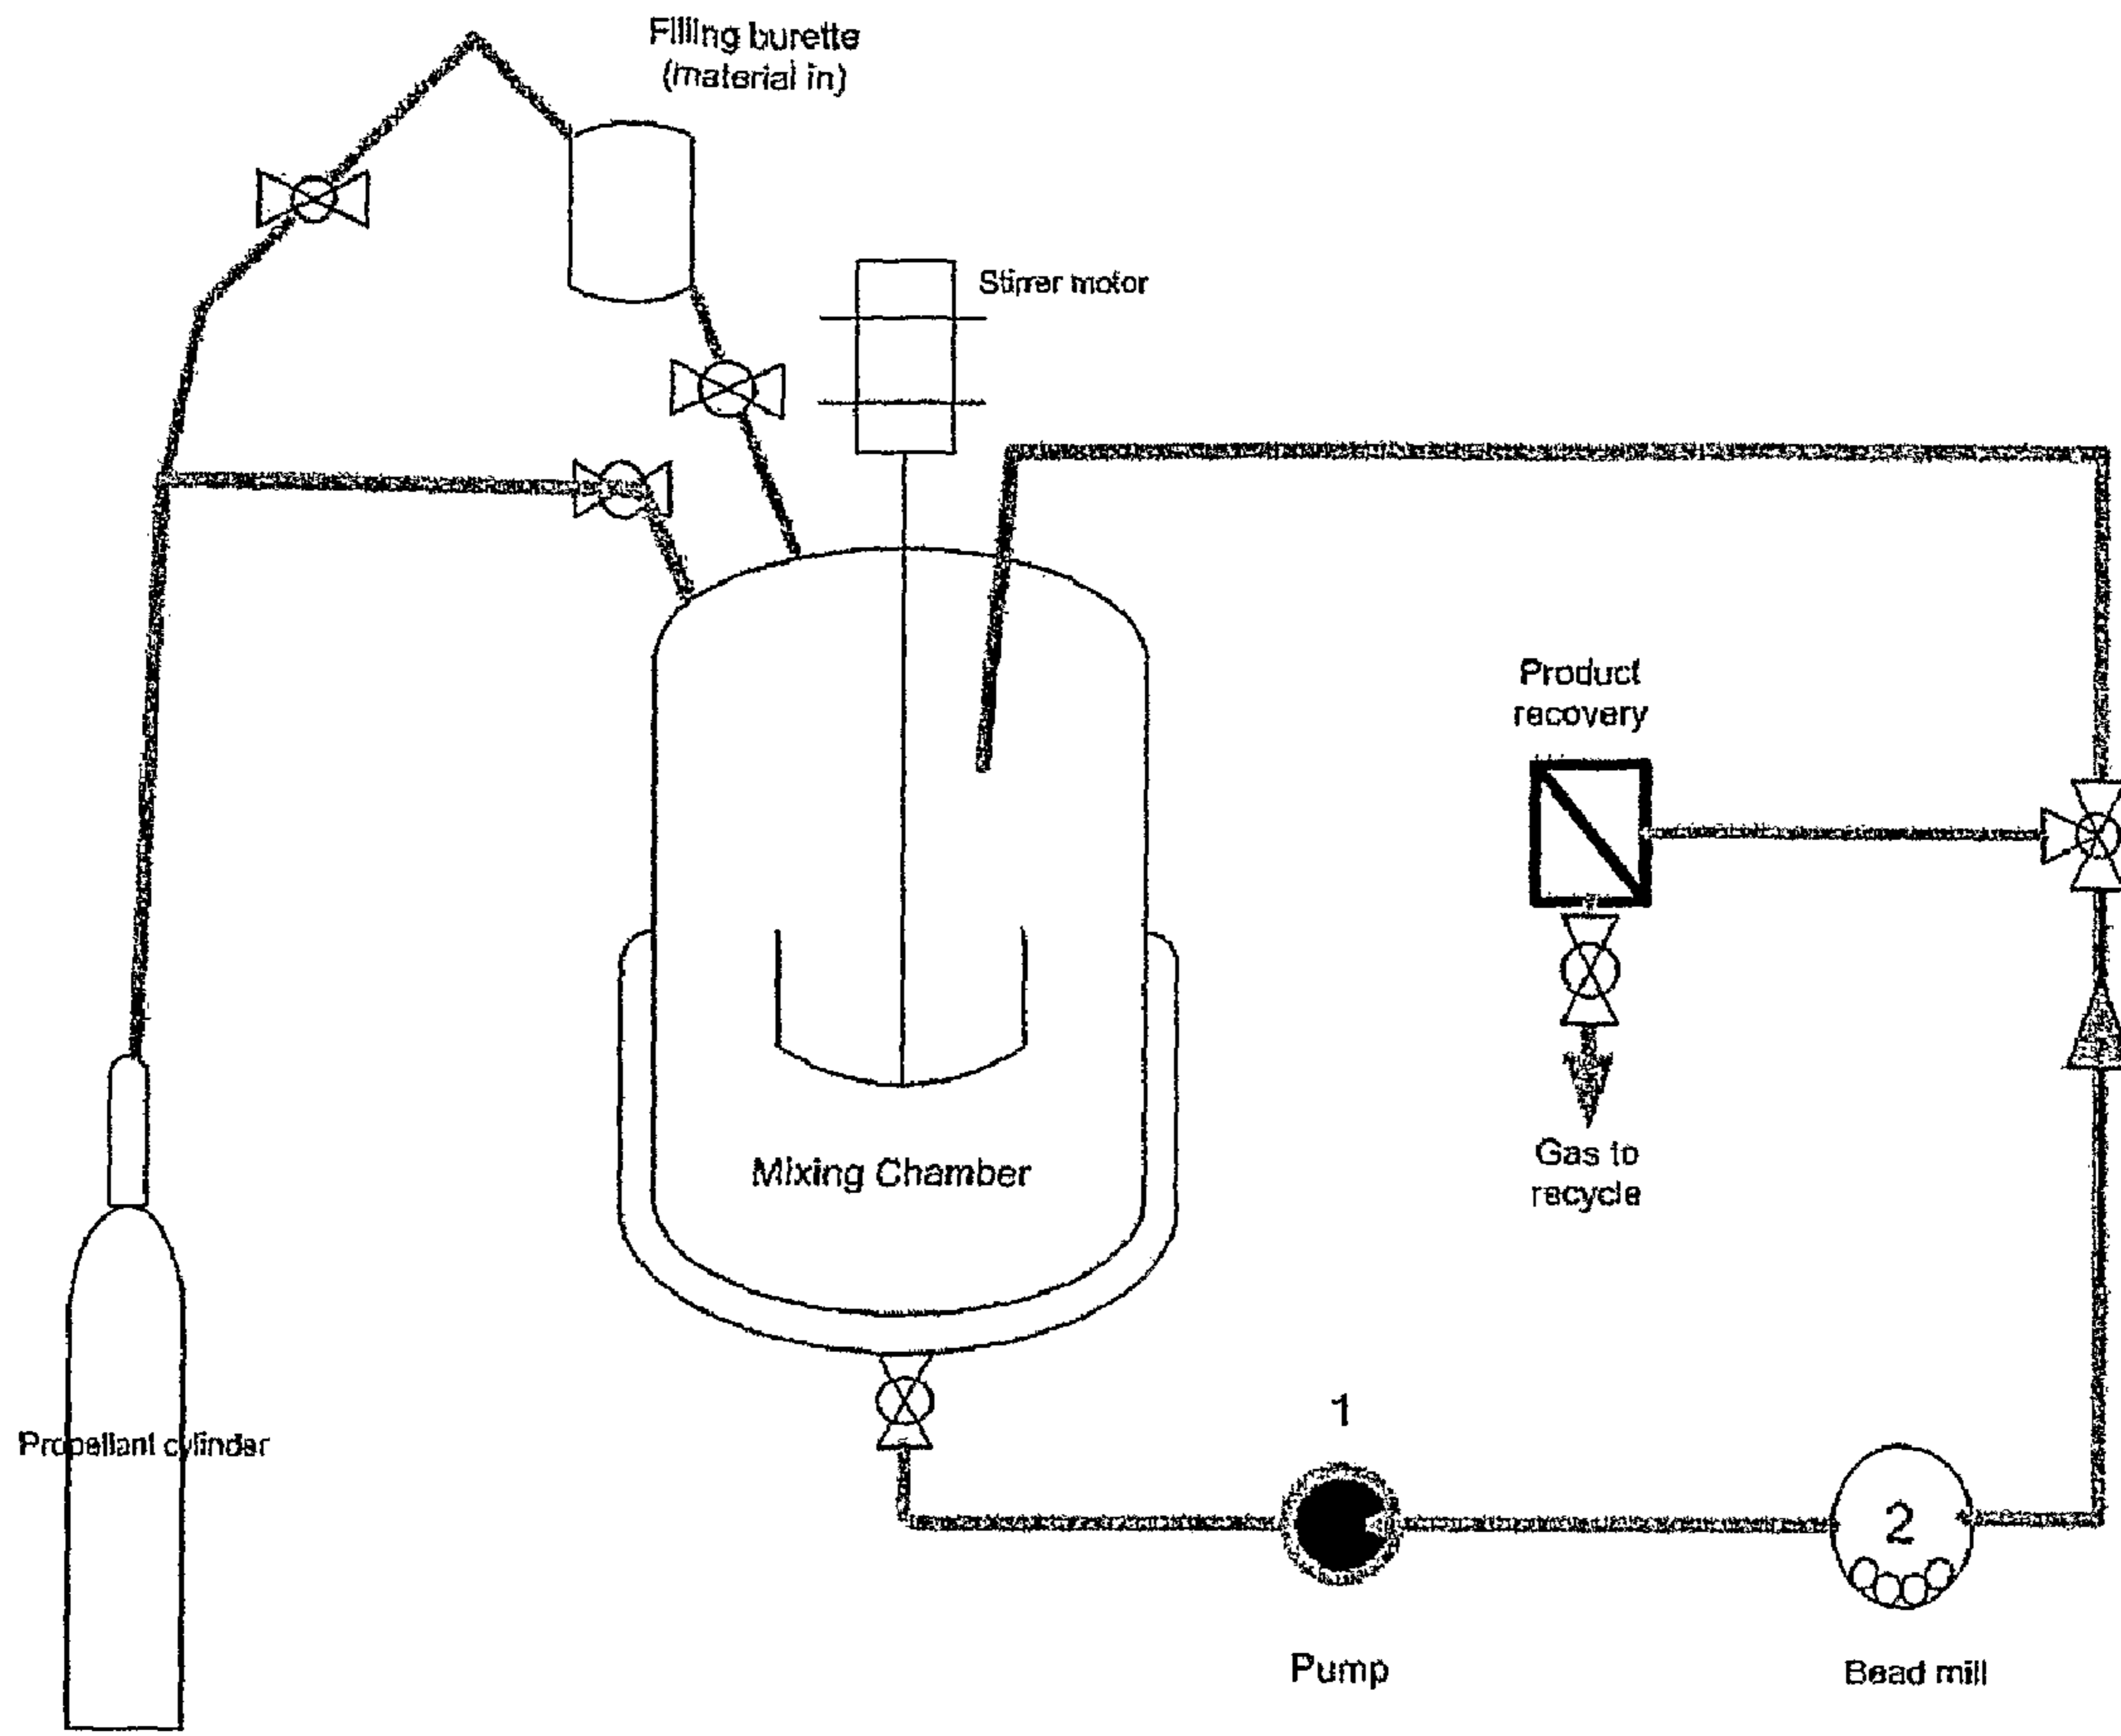 Filling burette
(material in)
Stirrer motor
Product
recovery
Mixing Chamber
Gas to
recycle
Propellant cylinder
1
2
Pump
Bead mill